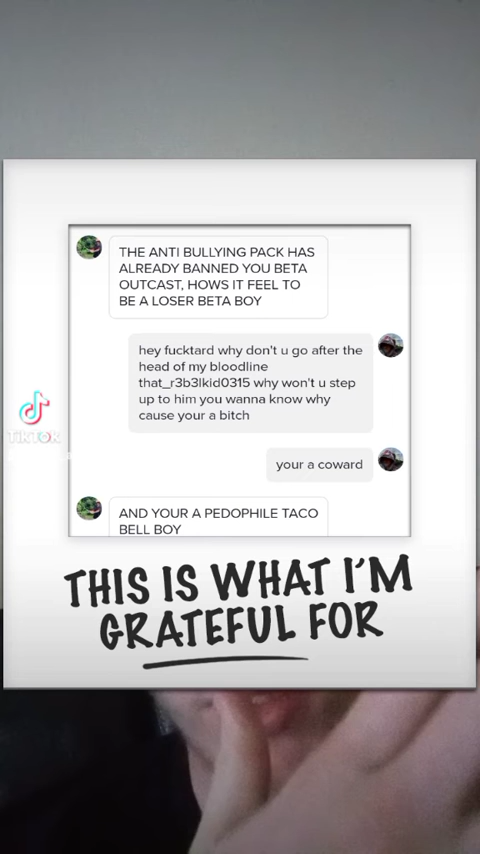 THE ANTI BULLYING PACK HAS
ALREADY BANNED YOU BETA
OUTCAST, HOWS IT FEEL TO
BE A LOSER BETA BOY
hey fucktard why don't u go after the
head of my bloodline
that_r3b3lkid0315 why won't u step
up to him you wanna know why
cause your a bitch
your a coward
AND YOUR A PEDOPHILE TACO
BELL BOY
TIKTOK
THIS IS WHAT I'M
GRATEFUL FOR